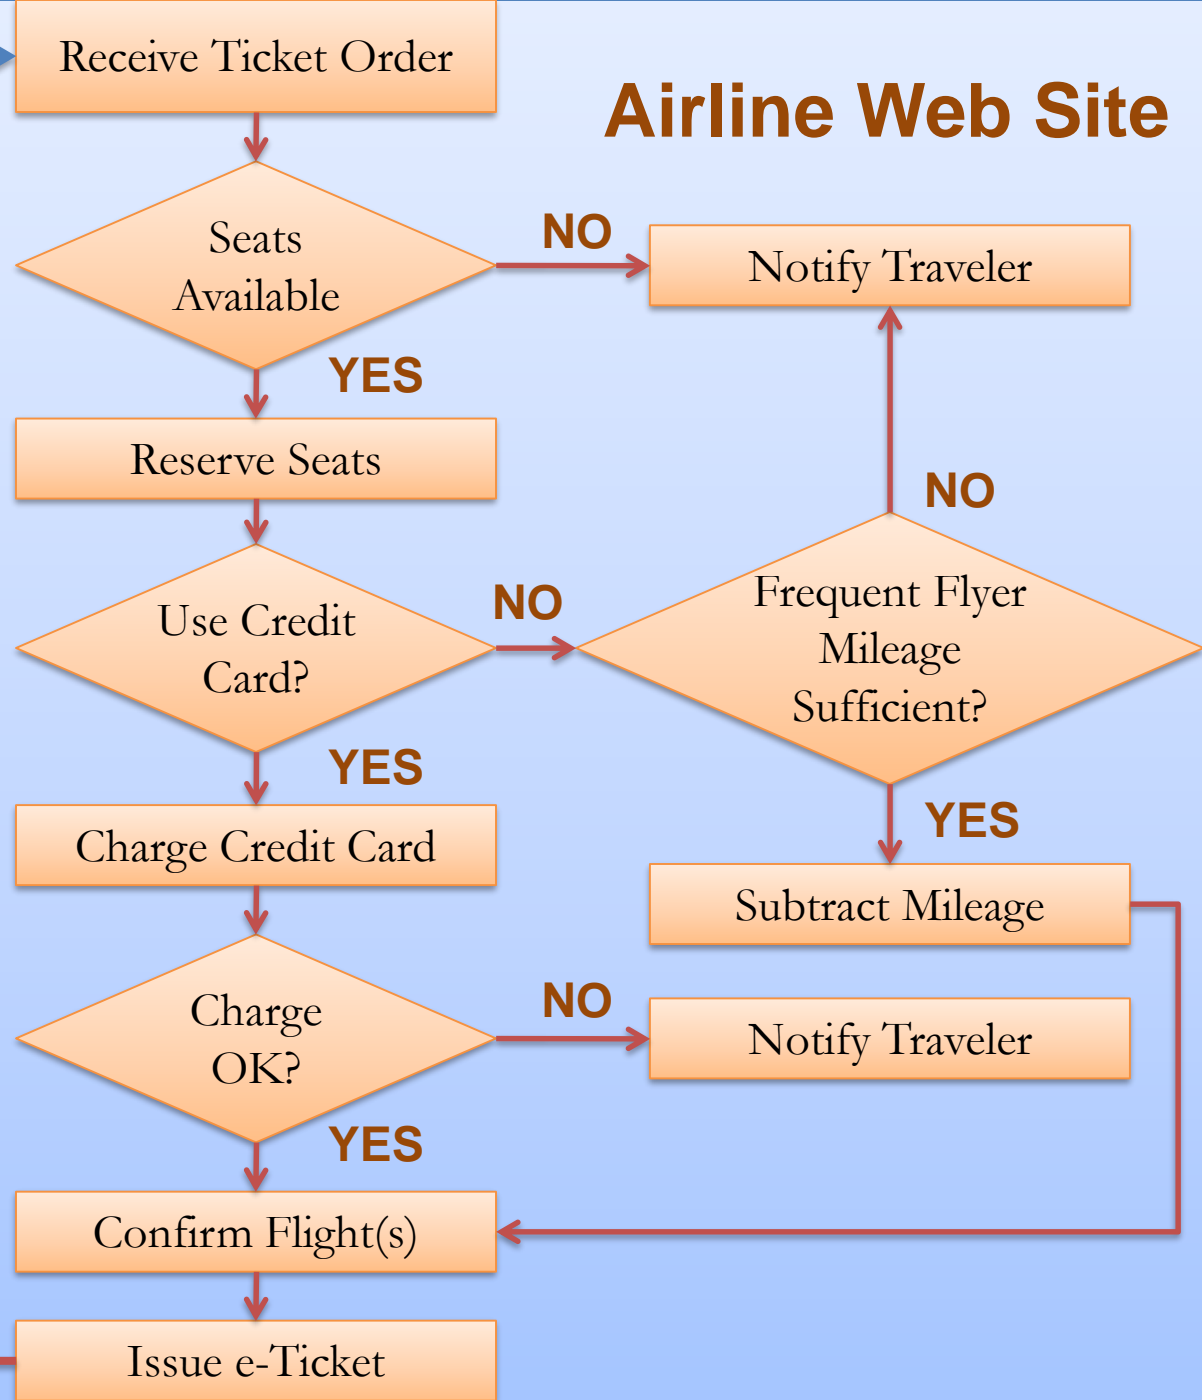 Receive Ticket Order
Airline Web Site
Seats
Available
NO
Notify Traveler
YES
Reserve Seats
NO
Use Credit
Card?
NO
Frequent Flyer
Mileage
Sufficient?
YES
YES
Charge Credit Card
Subtract Mileage
Charge
OK?
NO
Notify Traveler
YES
Confirm Flight(s)
Issue e-Ticket